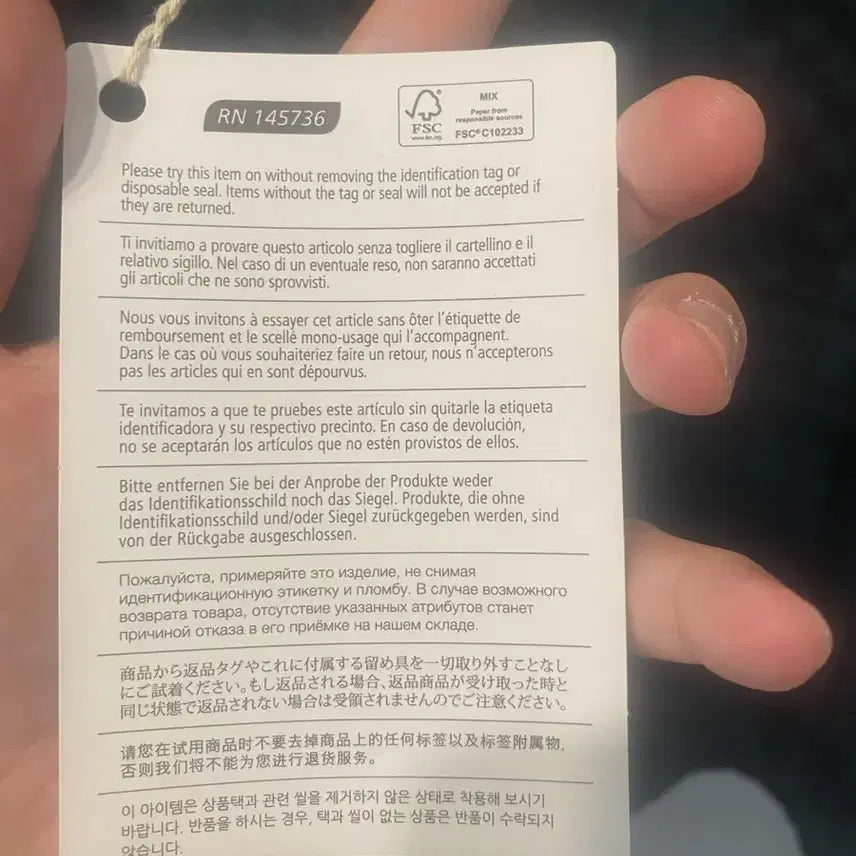 RN 145736
FSC
www.fsc.org
MIX
Paper from
responsible sources
FSC® C102233
Please try this item on without removing the identification tag or
disposable seal. Items without the tag or seal will not be accepted if
they are returned.
Ti invitiamo a provare questo articolo senza togliere il cartellino e il
relativo sigillo. Nel caso di un eventuale reso, non saranno accettati
gli articoli che ne sono sprovvisti.
Nous vous invitons à essayer cet article sans ôter l'étiquette de
remboursement et le scellé mono-usage qui l'accompagnent.
Dans le cas où vous souhaiteriez faire un retour, nous n'accepterons
pas les articles qui en sont dépourvus.
Te invitamos a que te pruebes este artículo sin quitarle la etiqueta
identificadora y su respectivo precinto. En caso de devolución,
no se aceptarán los artículos que no estén provistos de ellos.
Bitte entfernen Sie bei der Anprobe der Produkte weder
das Identifikationsschild noch das Siegel. Produkte, die ohne
Identifikationsschild und/oder Siegel zurückgegeben werden, sind
von der Rückgabe ausgeschlossen.
Пожалуйста, примеряйте это изделие, не снимая
идентификационную этикетку и пломбу. В случае возможного
возврата товара, отсутствие указанных атрибутов станет
причиной отказа в его приёмке на нашем складе.
商品から返品タグやこれに付属する留め具を一切取り外すことなし
にご試着ください。もし返品される場合、返品商品が受け取った時と
同じ状態で返品されない場合は受領されませんのでご注意ください。
请您在试用商品时不要去掉商品上的任何标签以及标签附属物,
否则我们将不能为您进行退货服务。
이 아이템은 상품택과 관련 씰을 제거하지 않은 상태로 착용해 보시기
바랍니다. 반품을 하시는 경우, 택과 씰이 없는 상품은 반품이 수락되지
않습니다.